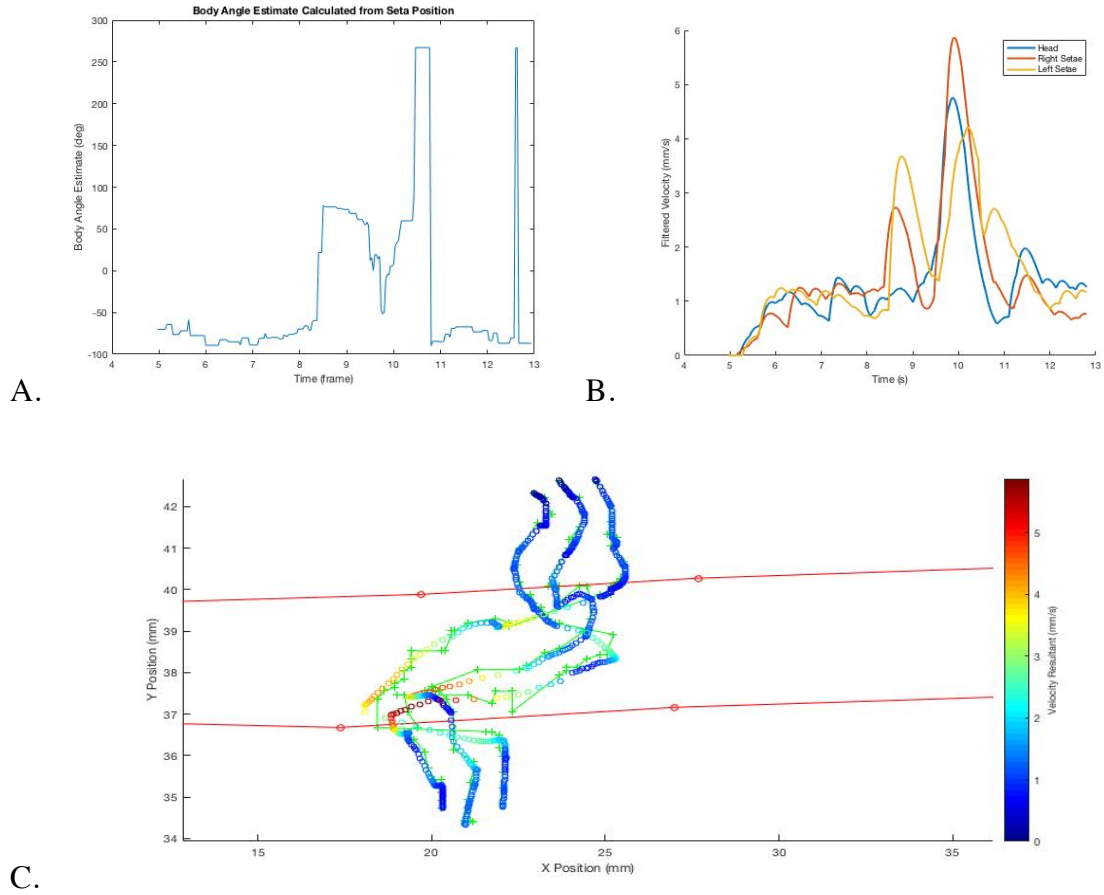 Body Angle Estimate Calculated from Seta Position
300
250
200
150
100
50
0
-50
-100
Body Angle Estimate (deg)
4 5 6 7 8 9 10 11 12 13
Time (frame)
A.
6
5
4
3
2
1
0
Filtered Velocity (mm/s)
Head
Right Setae
Left Setae
4 5 6 7 8 9 10 11 12 13
Time (s)
B.
42
41
40
39
38
37
36
35
34
Y Position (mm)
15 20 25 30 35
X Position (mm)
5
4
3
2
1
0
Velocity Resultant (mm/s)
C.